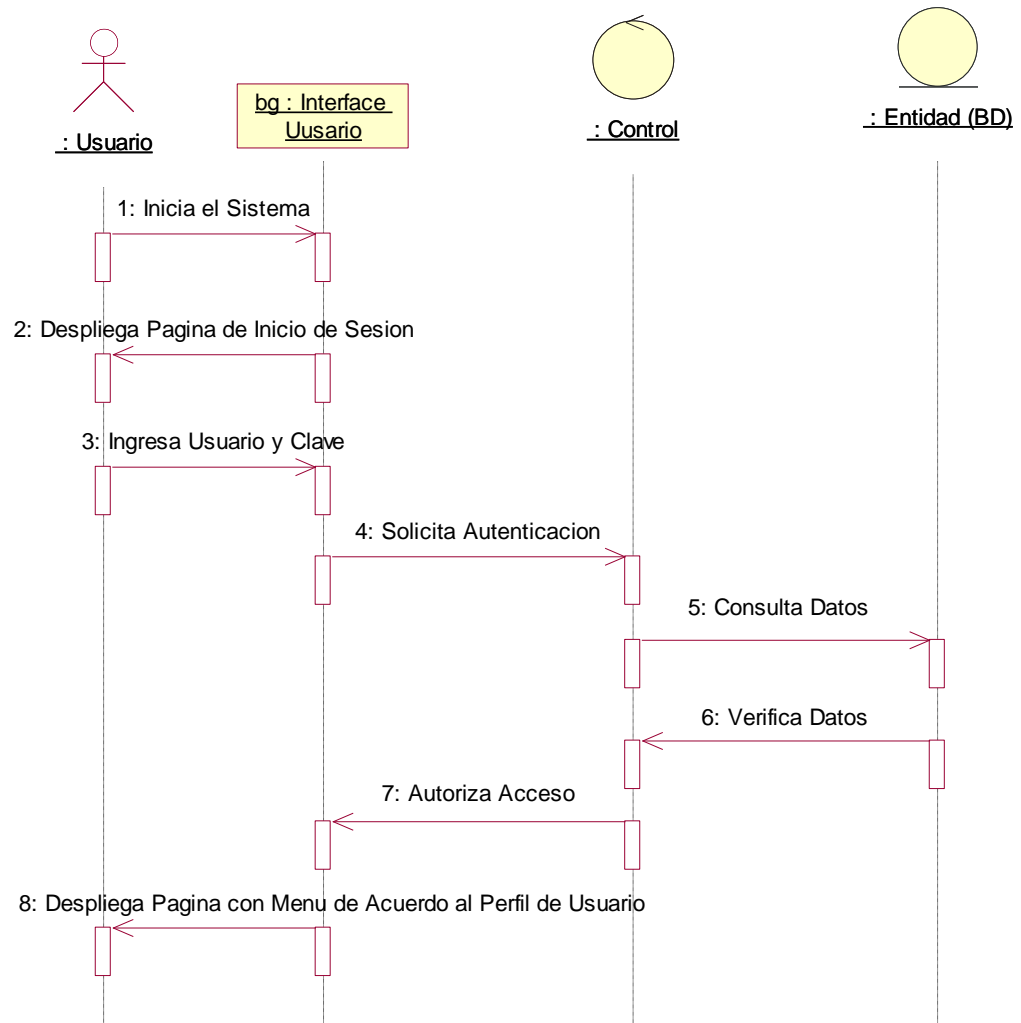 : Usuario
bg : Interface
Uusario
: Control
: Entidad (BD)
1: Inicia el Sistema
2: Despliega Pagina de Inicio de Sesion
3: Ingresa Usuario y Clave
4: Solicita Autenticacion
5: Consulta Datos
6: Verifica Datos
7: Autoriza Acceso
8: Despliega Pagina con Menu de Acuerdo al Perfil de Usuario